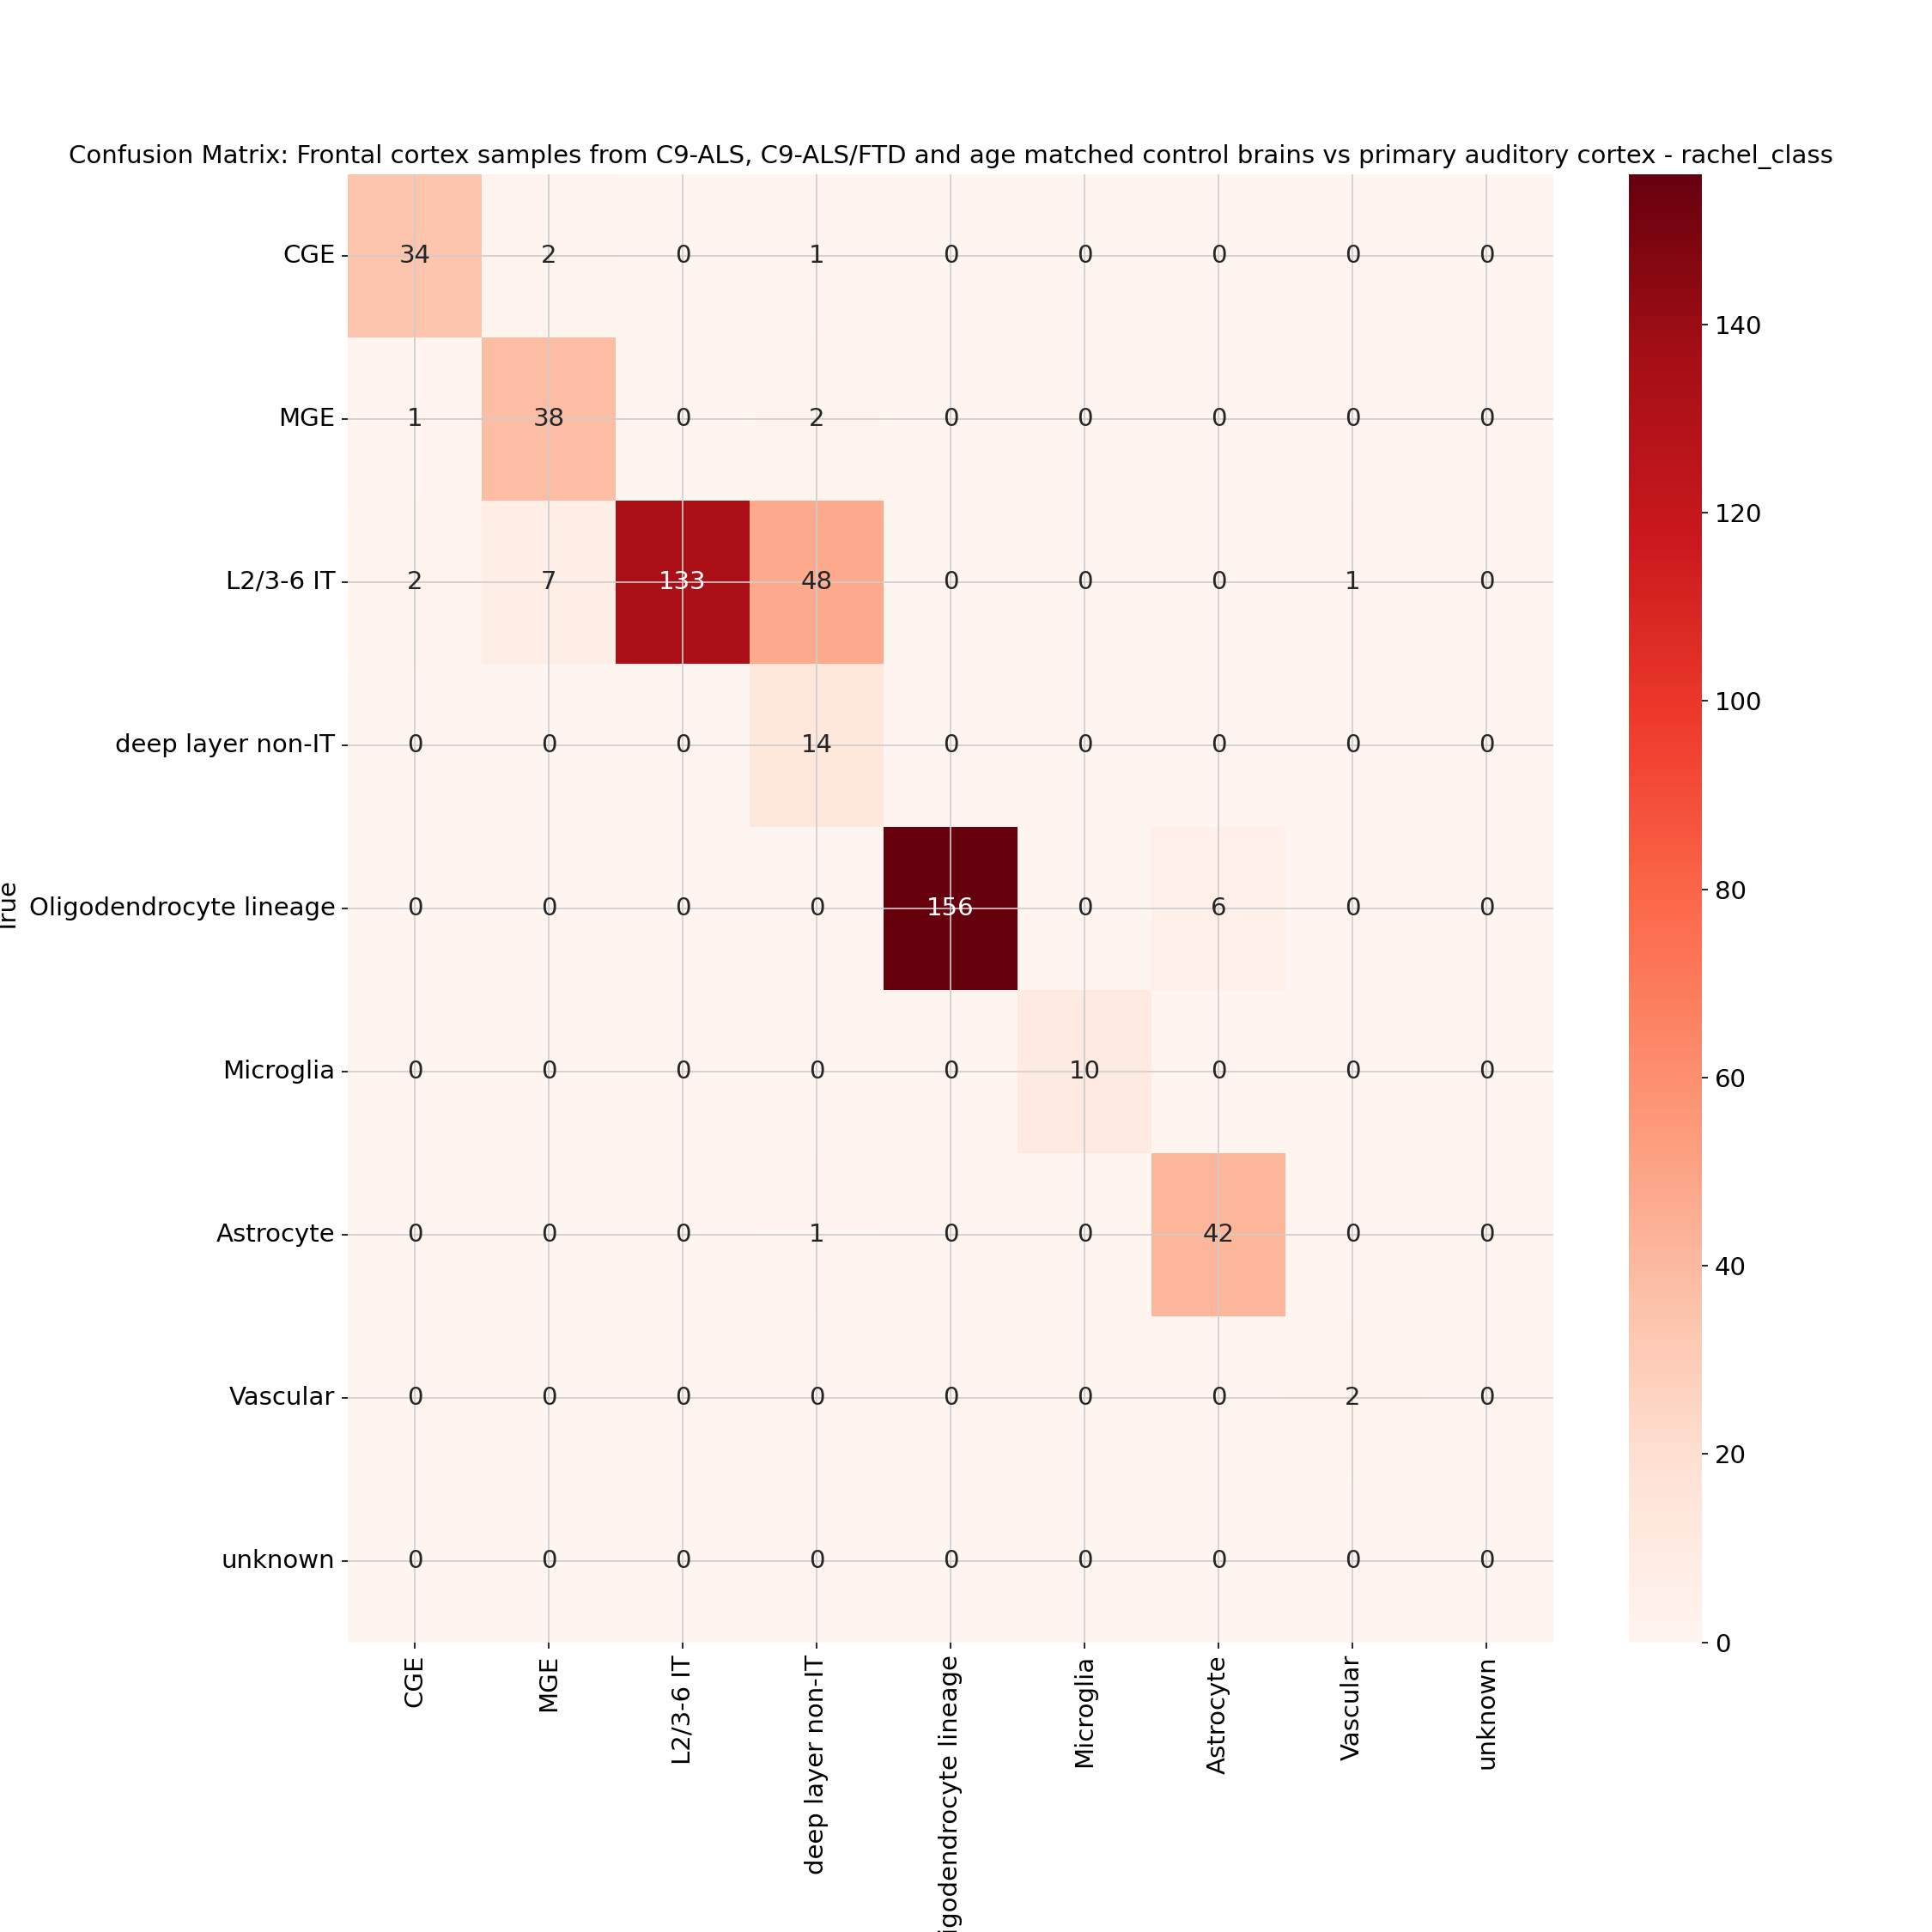 Confusion Matrix: Frontal cortex samples from C9-ALS, C9-ALS/FTD and age matched control brains vs primary auditory cortex - rachel_class
CGE 34 2 0 1 0 0 0 0 0
MGE 1 38 0 2 0 0 0 0 0
L2/3-6 IT 2 7 133 48 0 0 0 1 0
deep layer non-IT 0 0 0 14 0 0 0 0 0
Oligodendrocyte lineage 0 0 0 0 156 0 6 0 0
Microglia 0 0 0 0 0 10 0 0 0
Astrocyte 0 0 0 1 0 0 42 0 0
Vascular 0 0 0 0 0 0 0 2 0
unknown 0 0 0 0 0 0 0 0 0
True
CGE
MGE
L2/3-6 IT
deep layer non-IT
igodendrocyte lineage
Microglia
Astrocyte
Vascular
unknown
140
120
100
80
60
40
20
0